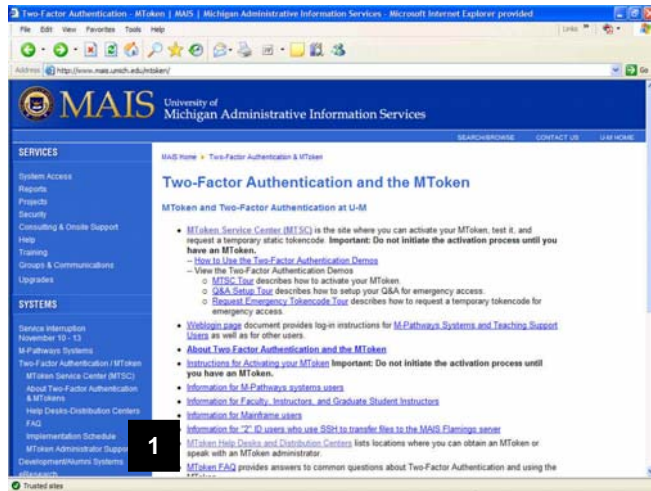 Two-Factor Authentication - MToken | MAIS | Michigan Administrative Information Services - Microsoft Internet Explorer provided
File Edit View Favorites Tools Help
Links
Address http://www.mais.umich.edu/mtoken/
Go
MAIS University of
Michigan Administrative Information Services
SEARCH/BROWSE CONTACT US U-M HOME
SERVICES
System Access
Reports
Projects
Security
Consulting & Onsite Support
Help
Training
Groups & Communications
Upgrades
SYSTEMS
Service Interruption
November 10 - 13
M-Pathways Systems
Two-Factor Authentication / MToken
MToken Service Center (MTSC)
About Two-Factor Authentication
& MTokens
Help Desks-Distribution Centers
FAQ
Implementation Schedule
MToken Administrator Support
Development/Alumni Systems
eResearch
MAIS Home Two-Factor Authentication & MToken
Two-Factor Authentication and the MToken
MToken and Two-Factor Authentication at U-M
• MToken Service Center (MTSC) is the site where you can activate your MToken, test it, and
request a temporary static tokencode. Important: Do not initiate the activation process until you
have an MToken.
-- How to Use the Two-Factor Authentication Demos
-- View the Two-Factor Authentication Demos
o MTSC Tour describes how to activate your MToken.
o Q&A Setup Tour describes how to setup your Q&A for emergency access.
o Request Emergency Tokencode Tour describes how to request a temporary tokencode for
emergency access.
• Weblogin page document provides log-in instructions for M-Pathways Systems and Teaching Support
Users as well as for other users.
• About Two Factor Authentication and the MToken
• Instructions for Activating your MToken Important: Do not initiate the activation process until
you have an MToken.
• Information for M-Pathways systems users
• Information for Faculty, Instructors, and Graduate Student Instructors
• Information for Mainframe users
• Information for "2" ID users who use SSH to transfer files to the MAIS Flamingo server
• MToken Help Desks and Distribution Centers lists locations where you can obtain an MToken or
speak with an MToken administrator.
• MToken FAQ provides answers to common questions about Two-Factor Authentication and using the
MToken
1
Trusted sites